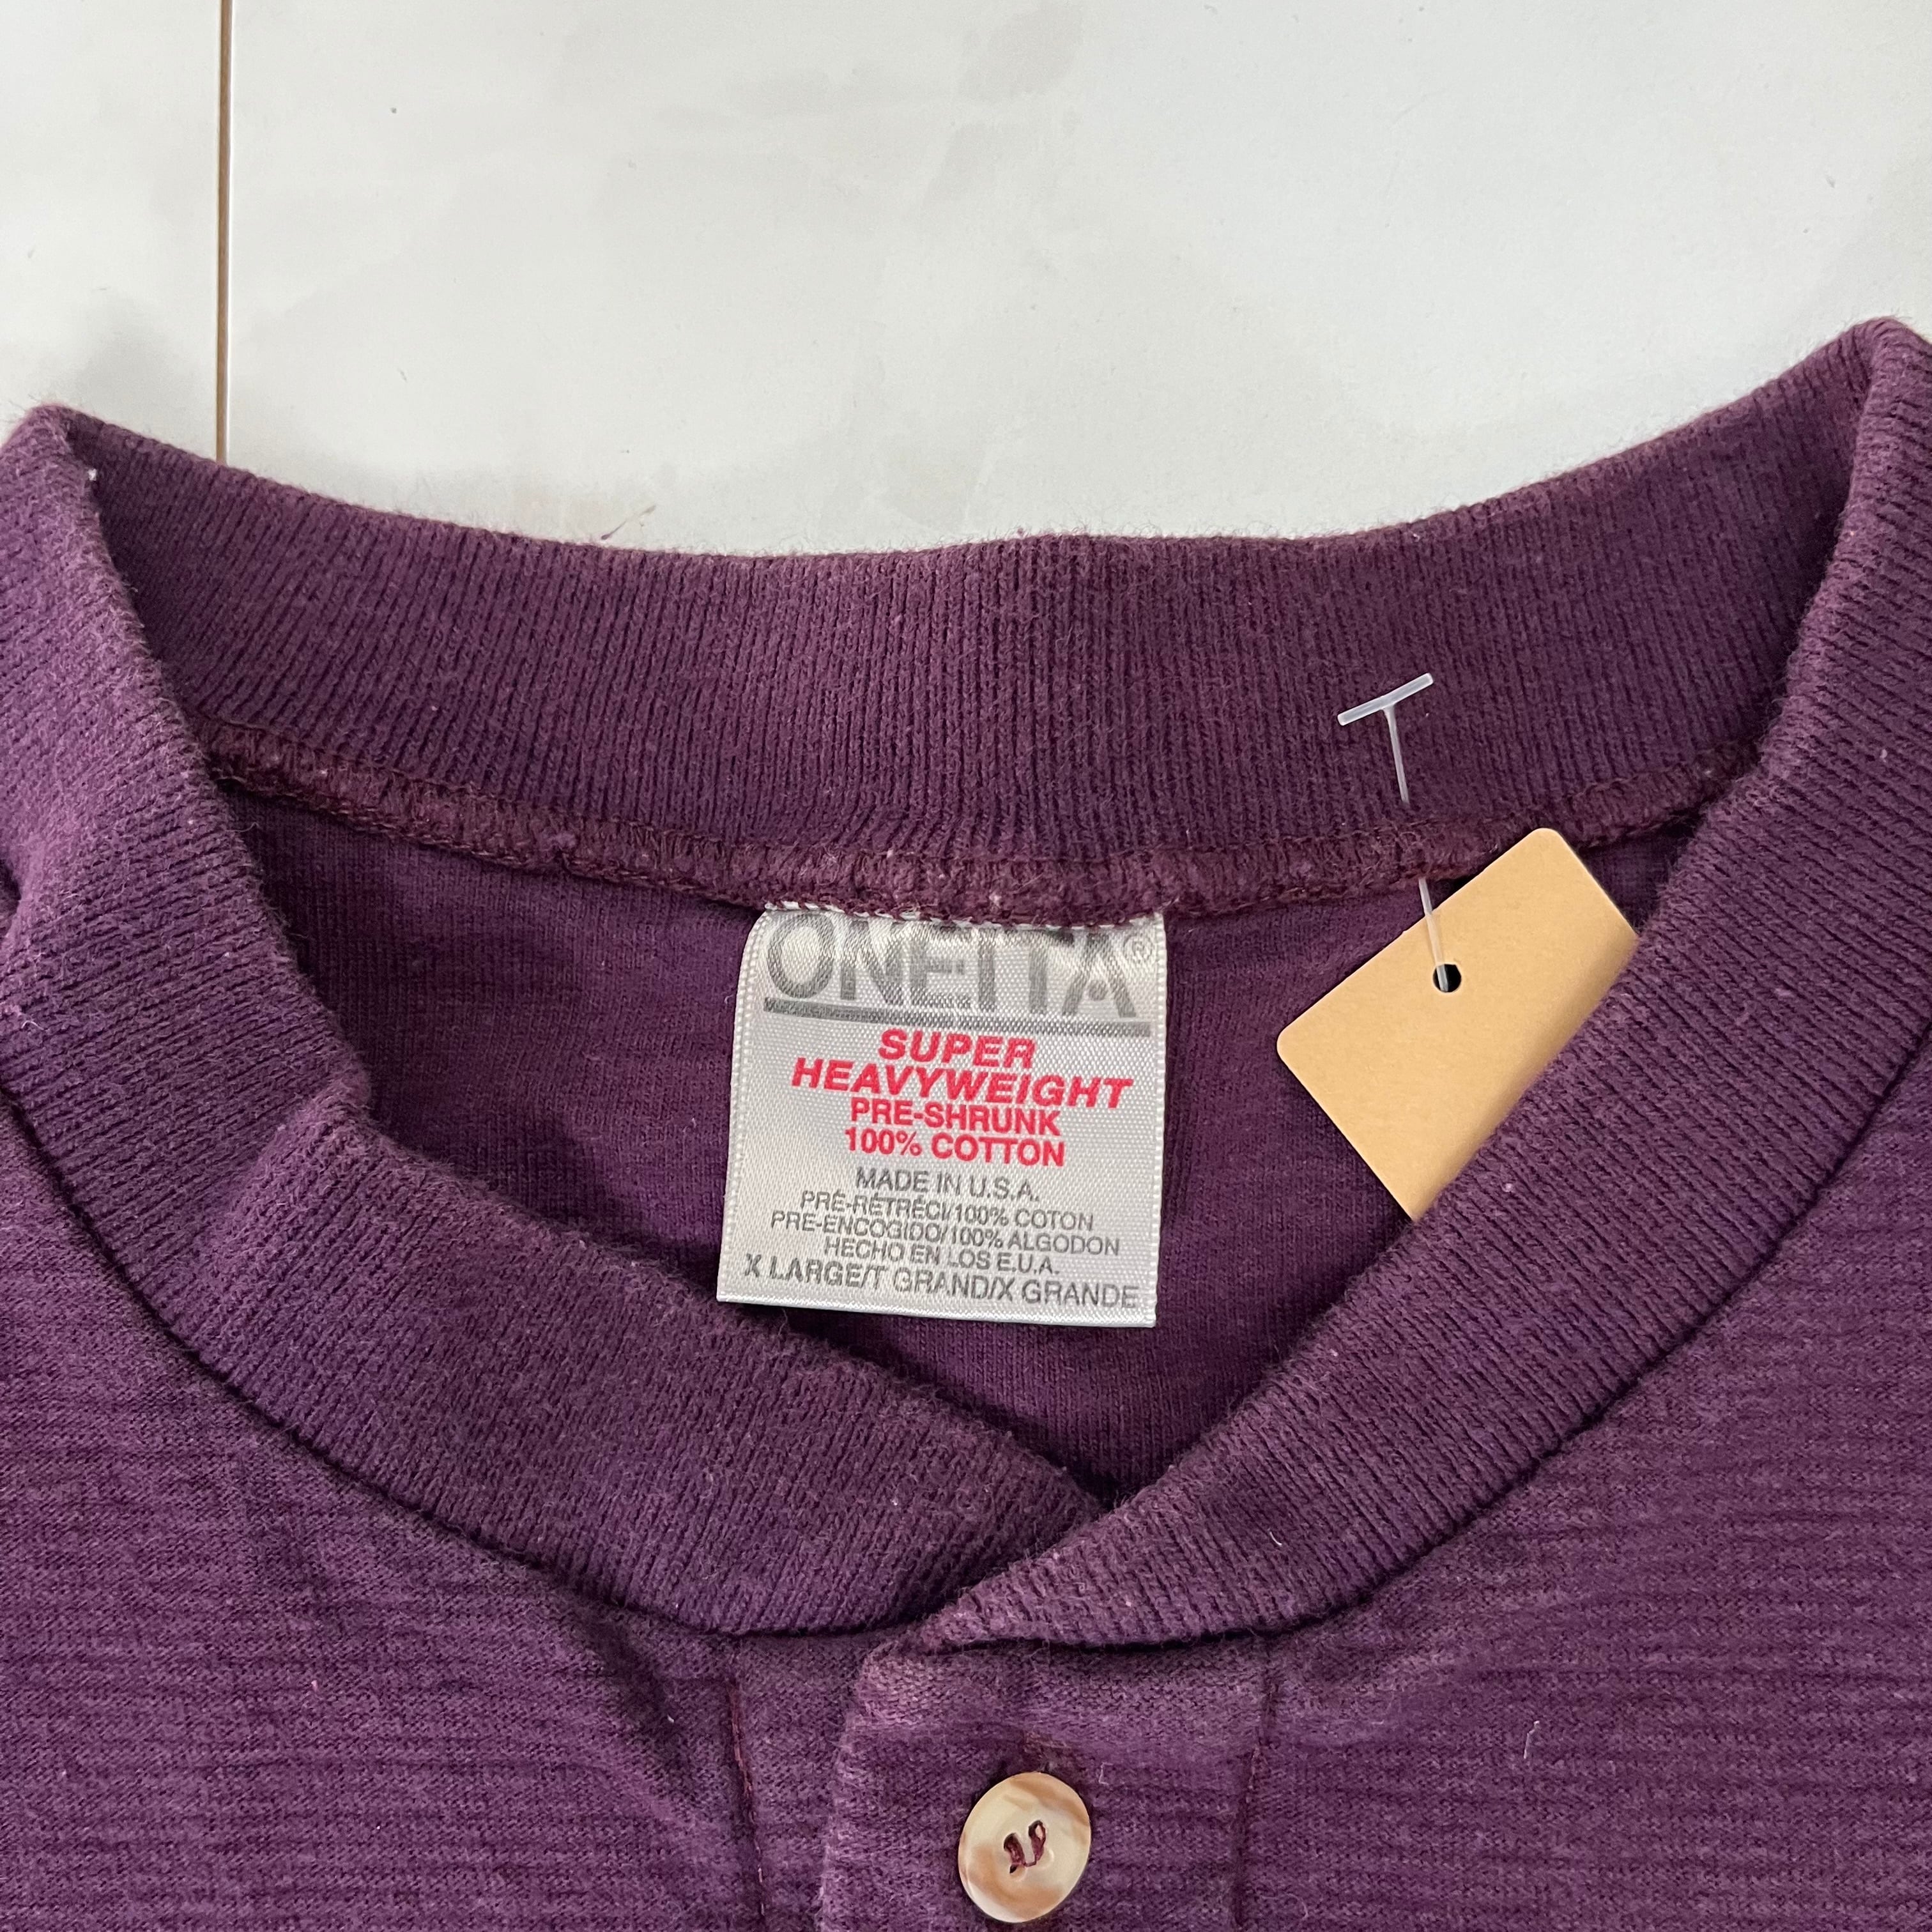 ONEITA®
SUPER
HEAVYWEIGHT
PRE-SHRUNK
100% COTTON
MADE IN U.S.A.
PRÉ-RÉTRÉCI/100% COTON
PRE-ENCOGIDO/100% ALGODON
HECHO EN LOS E.U.A.
X LARGE/T GRAND/X GRANDE